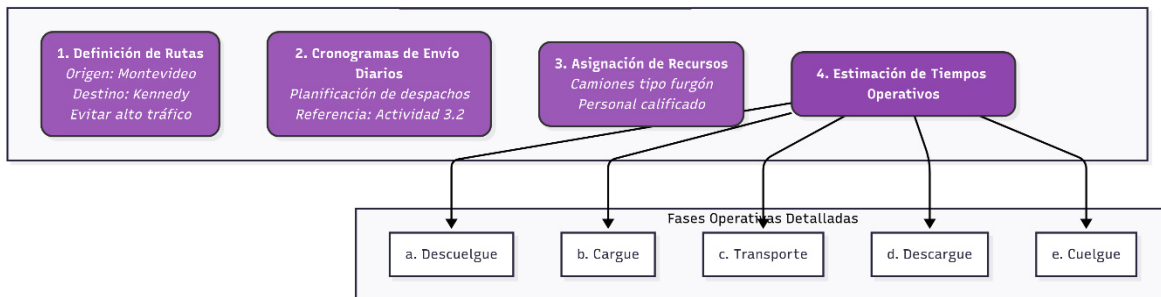 1. Definición de Rutas
Origen: Montevideo
Destino: Kennedy
Evitar alto tráfico
2. Cronogramas de Envío
Diarios
Planificación de despachos
Referencia: Actividad 3.2
3. Asignación de Recursos
Camiones tipo furgón
Personal calificado
4. Estimación de Tiempos
Operativos
Fases Operativas Detalladas
a. Descuelgue
b. Cargue
c. Transporte
d. Descargue
e. Cuelgue